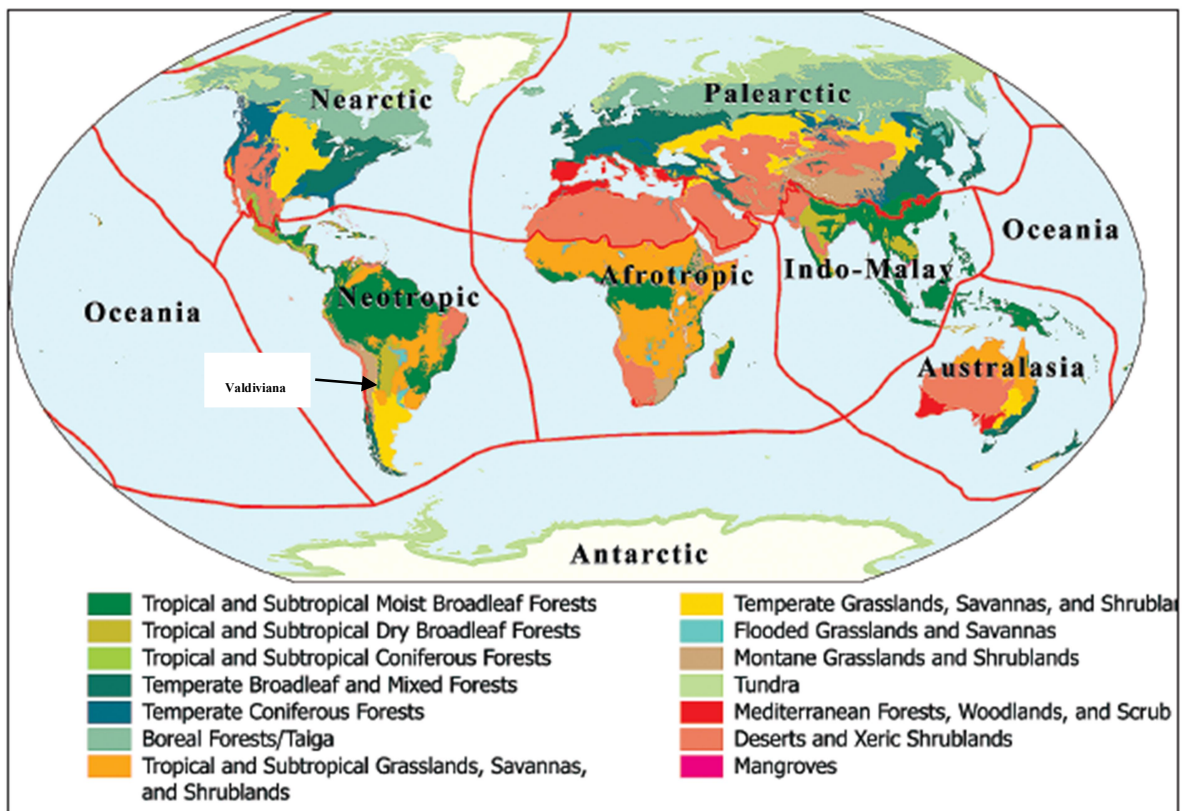 Nearctic
Palearctic
Oceania
Afrotropic
Indo-Malay
Neotropic
Oceania
Australasia
Valdiviana
Antarctic
Tropical and Subtropical Moist Broadleaf Forests
Tropical and Subtropical Dry Broadleaf Forests
Tropical and Subtropical Coniferous Forests
Temperate Broadleaf and Mixed Forests
Temperate Coniferous Forests
Boreal Forests/Taiga
Tropical and Subtropical Grasslands, Savannas,
and Shrublands
Temperate Grasslands, Savannas, and Shrublan
Flooded Grasslands and Savannas
Montane Grasslands and Shrublands
Tundra
Mediterranean Forests, Woodlands, and Scrub
Deserts and Xeric Shrublands
Mangroves